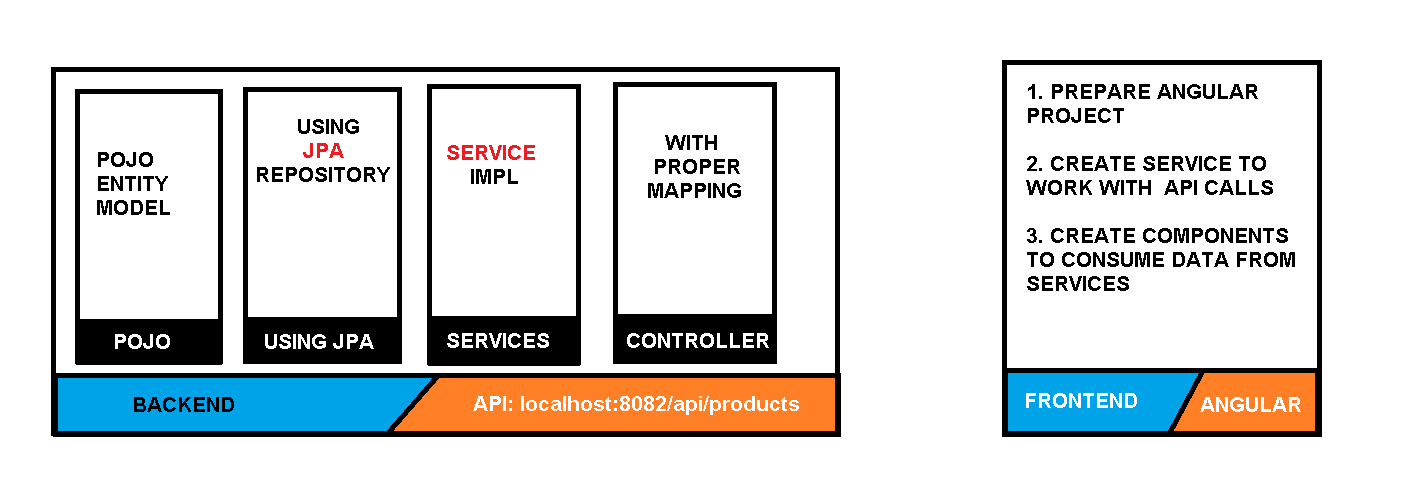 POJO
ENTITY
MODEL
POJO
USING
JPA
REPOSITORY
USING JPA
SERVICE
IMPL
SERVICES
WITH
PROPER
MAPPING
CONTROLLER
BACKEND
API: localhost:8082/api/products
1. PREPARE ANGULAR
PROJECT
2. CREATE SERVICE TO
WORK WITH  API CALLS
3. CREATE COMPONENTS
TO CONSUME DATA FROM
SERVICES
FRONTEND
ANGULAR